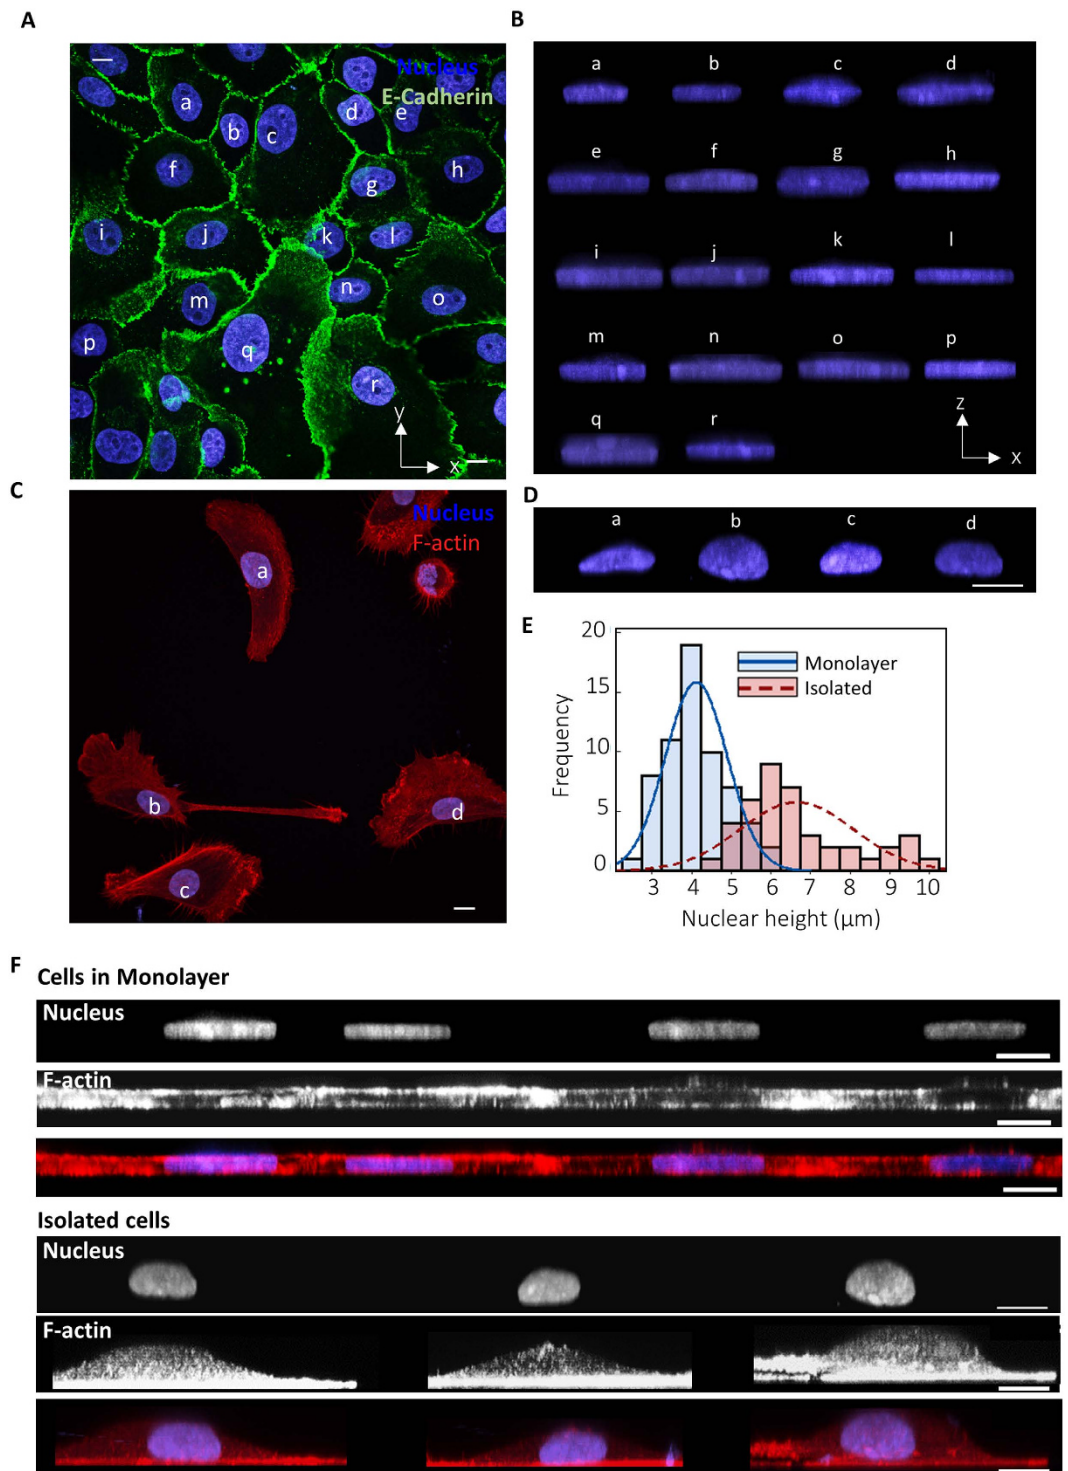 A
Nucleus
E-Cadherin
a
b
c
d
e
f
g
h
i
j
k
l
m
n
o
p
q
r
y
x
B
a
b
c
d
e
f
g
h
i
j
k
l
m
n
o
p
q
r
z
x
C
Nucleus
F-actin
a
b
c
d
D
a
b
c
d
E
20
15
10
5
0
Frequency
Monolayer
Isolated
3 4 5 6 7 8 9 10
Nuclear height (µm)
F
Cells in Monolayer
Nucleus
F-actin
Isolated cells
Nucleus
F-actin